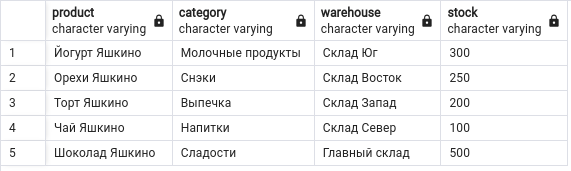 product category warehouse stock
character varying character varying character varying character varying
1 Йогурт Яшкино Молочные продукты Склад Юг 300
2 Орехи Яшкино Снэки Склад Восток 250
3 Торт Яшкино Выпечка Склад Запад 200
4 Чай Яшкино Напитки Склад Север 100
5 Шоколад Яшкино Сладости Главный склад 500